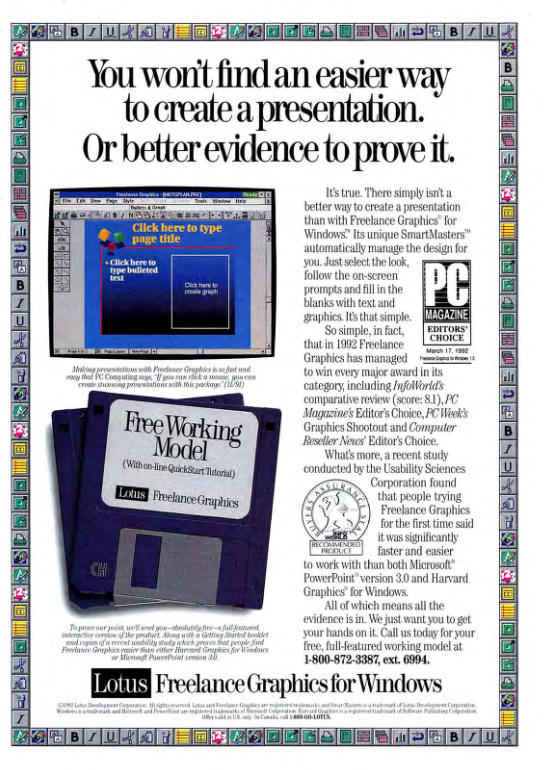 You won't find an easier way
to create a presentation.
Or better evidence to prove it.
Freelance Graphics - [METGPLAN.PRE]
Ready
File Edit View Page Style Tools Window Help
Bullets & Graph
Click here to type
page title
• Click here to
type bulleted
text
Click here to
create graph
Page 1 of 2
Page Layout
New Page
Making presentations with Freelance Graphics is so fast and
easy that PC Computing says, "If you can click a mouse, you can
create stunning presentations with this package." (11/91)
Free Working
Model
(With on-line QuickStart Tutorial)
Lotus Freelance Graphics
To prove our point, we'll send you–absolutely free–a full-featured,
interactive version of the product. Along with a Getting Started booklet
and copies of a recent usability study which proves that people find
Freelance Graphics easier than either Harvard Graphics for Windows
or Microsoft PowerPoint version 3.0.
It's true. There simply isn't a
better way to create a presentation
than with Freelance Graphics® for
Windows.™ Its unique SmartMasters™
automatically manage the design for
you. Just select the look,
follow the on-screen
prompts and fill in the
blanks with text and
graphics. It's that simple.
PC
MAGAZINE
EDITORS'
CHOICE
March 17, 1992
Freelance Graphics for Windows, 1.0
So simple, in fact,
that in 1992 Freelance
Graphics has managed
to win every major award in its
category, including InfoWorld's
comparative review (score: 8.1), PC
Magazine's Editor's Choice, PC Week's
Graphics Shootout and Computer
Reseller News' Editor's Choice.
What's more, a recent study
conducted by the Usability Sciences
Corporation found
that people trying
Freelance Graphics
for the first time said
it was significantly
faster and easier
to work with than both Microsoft®
PowerPoint® version 3.0 and Harvard
Graphics® for Windows.
BUYERS ASSURANCE SEAL
INFO
WORLD
RECOMMENDED
PRODUCT
All of which means all the
evidence is in. We just want you to get
your hands on it. Call us today for your
free, full-featured working model at
1-800-872-3387, ext. 6994.
Lotus Freelance Graphics for Windows
©1992 Lotus Development Corporation. All rights reserved. Lotus and Freelance Graphics are registered trademarks and SmartMasters is a trademark of Lotus Development Corporation.
Windows is a trademark and Microsoft and PowerPoint are registered trademarks of Microsoft Corporation. Harvard Graphics is a registered trademark of Software Publishing Corporation.
Offer valid in U.S. only. In Canada, call 1-800-GO-LOTUS.